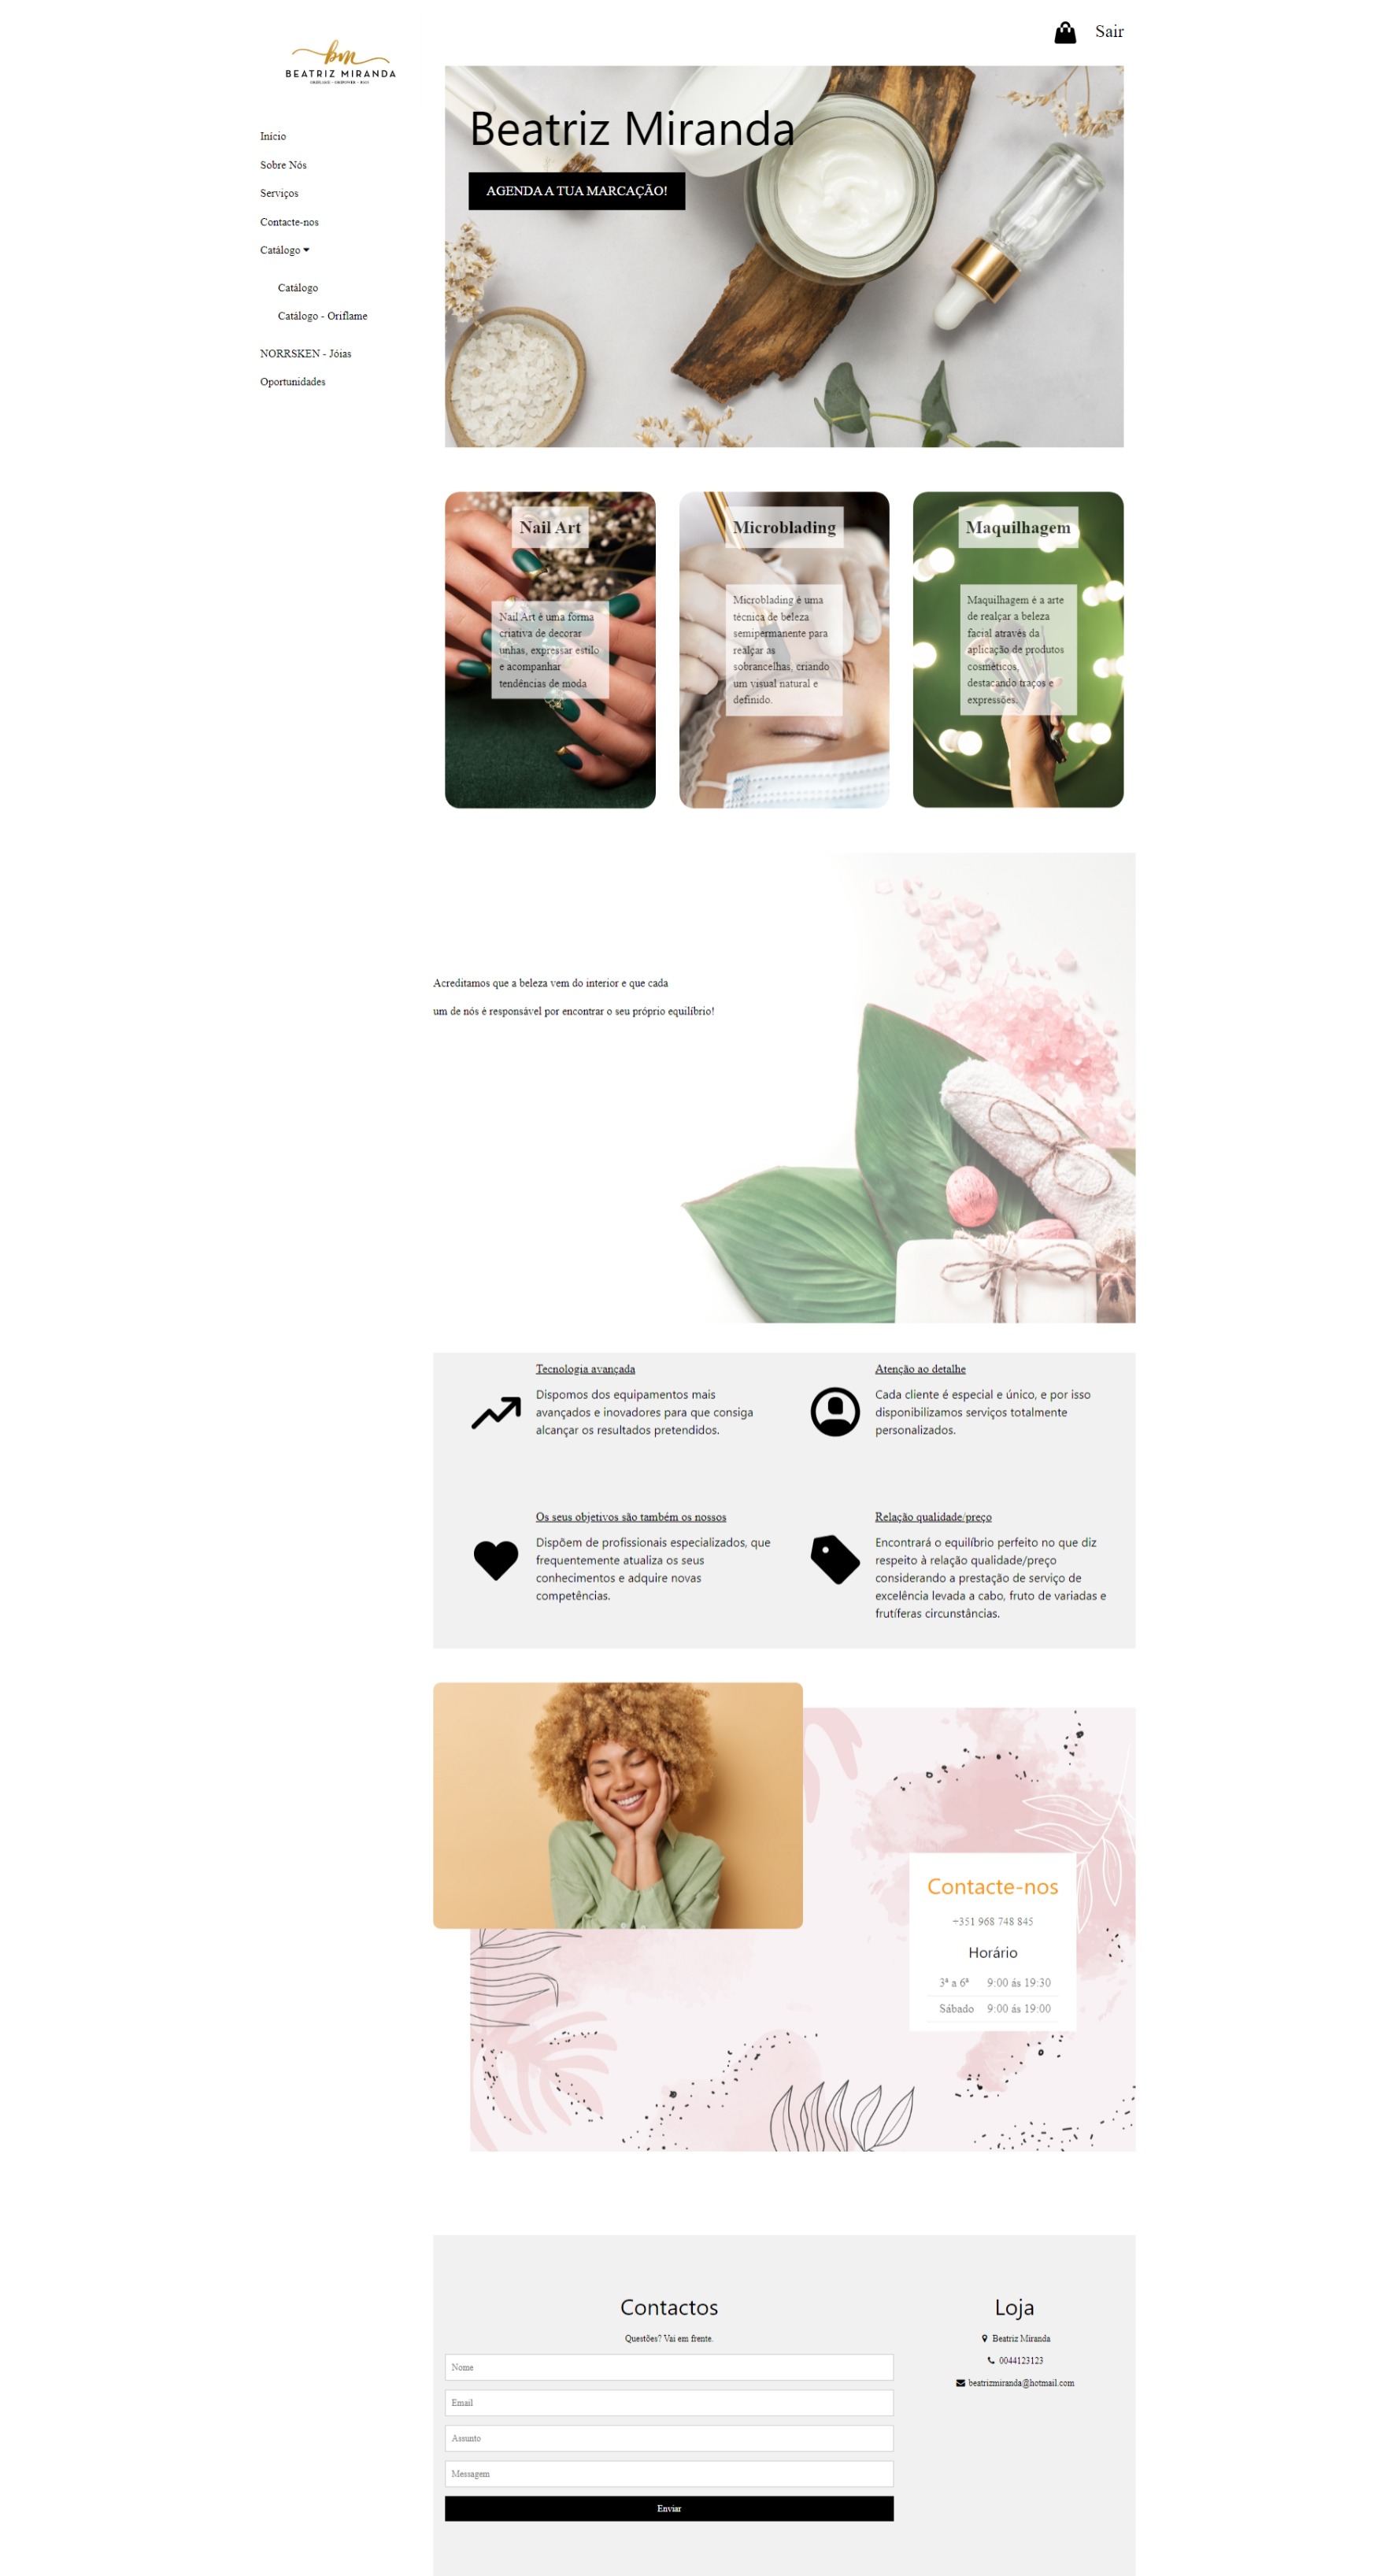 Sair
bm
BEATRIZ MIRANDA
Início
Sobre Nós
Serviços
Contacte-nos
Catálogo
Catálogo
Catálogo - Oriflame
NORRSKEN - Jóias
Oportunidades
Beatriz Miranda
AGENDA A TUA MARCAÇÃO!
Nail Art
Nail Art é uma forma
criativa de decorar
unhas, expressar estilo
e acompanhar
tendências de moda
Microblading
Microblading é uma
técnica de beleza
semipermanente para
realçar as
sobrancelhas, criando
um visual natural e
definido.
Maquilhagem
Maquilhagem é a arte
de realçar a beleza
facial através da
aplicação de produtos
cosméticos,
destacando traços e
expressões.
Acreditamos que a beleza vem do interior e que cada
um de nós é responsável por encontrar o seu próprio equilíbrio!
Tecnologia avançada
Dispomos dos equipamentos mais
avançados e inovadores para que consiga
alcançar os resultados pretendidos.
Atenção ao detalhe
Cada cliente é especial e único, e por isso
disponibilizamos serviços totalmente
personalizados.
Os seus objetivos são também os nossos
Dispõem de profissionais especializados, que
frequentemente atualiza os seus
conhecimentos e adquire novas
competências.
Relação qualidade/preço
Encontrará o equilíbrio perfeito no que diz
respeito à relação qualidade/preço
considerando a prestação de serviço de
excelência levada a cabo, fruto de variadas e
frutíferas circunstâncias.
Contacte-nos
+351 968 748 845
Horário
3ª a 6ª 9:00 ás 19:30
Sábado 9:00 ás 19:00
Contactos
Questões? Vai em frente.
Nome
Email
Assunto
Messagem
Enviar
Loja
Beatriz Miranda
0044123123
beatrizmiranda@hotmail.com